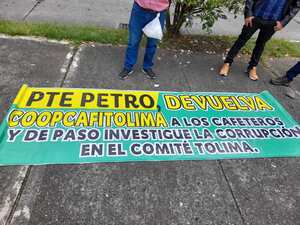 PTE PETRO, DEVUELVA
COOPCAFITOLIMA A LOS CAFETEROS
Y DE PASO INVESTIGUE LA CORRUPCIÓN
EN EL COMITÉ TOLIMA.